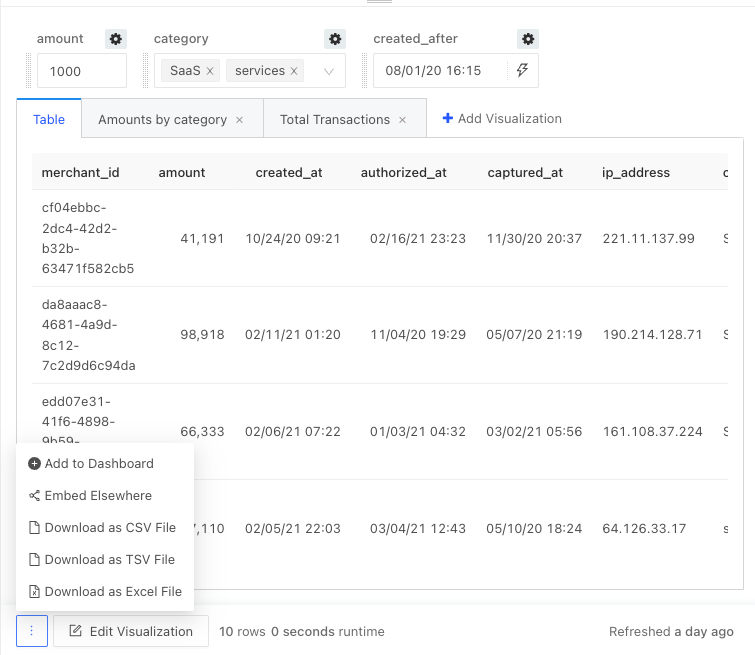 amount
category
created_after
1000
SaaS x
services x
08/01/20 16:15
Table
Amounts by category ×
Total Transactions ×
+ Add Visualization
merchant_id amount created_at authorized_at captured_at ip_address
cf04ebbc-
2dc4-42d2-
b32b-
63471f582cb5
41,191 10/24/20 09:21 02/16/21 23:23 11/30/20 20:37 221.11.137.99
da8aaac8-
4681-4a9d-
8c12-
7c2d9d6c94da
98,918 02/11/21 01:20 11/04/20 19:29 05/07/20 21:19 190.214.128.71
edd07e31-
41f6-4898-
9b59-
66,333 02/06/21 07:22 01/03/21 04:32 03/02/21 05:56 161.108.37.224
,110 02/05/21 22:03 03/04/21 12:43 05/10/20 18:24 64.126.33.17
Add to Dashboard
Embed Elsewhere
Download as CSV File
Download as TSV File
Download as Excel File
Edit Visualization
10 rows 0 seconds runtime
Refreshed a day ago